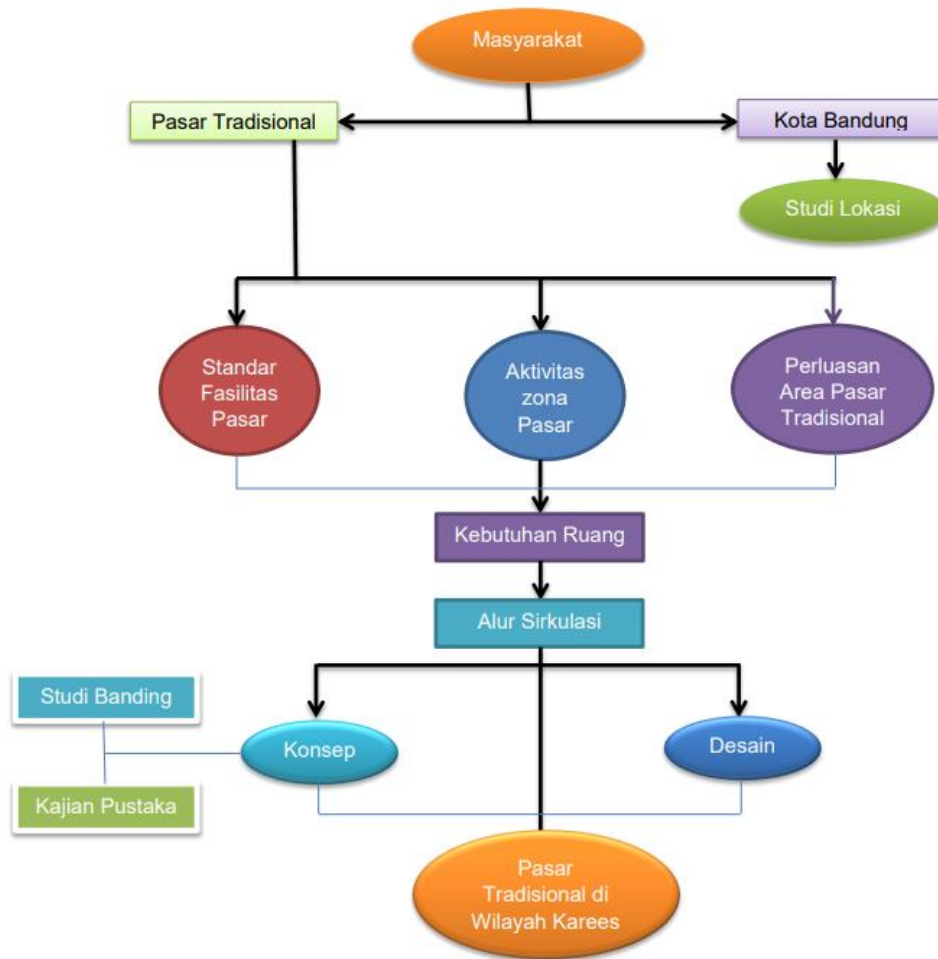 Masyarakat
Pasar Tradisional
Kota Bandung
Studi Lokasi
Standar
Fasilitas
Pasar
Aktivitas
zona
Pasar
Perluasan
Area Pasar
Tradisional
Kebutuhan Ruang
Alur Sirkulasi
Studi Banding
Konsep
Desain
Kajian Pustaka
Pasar
Tradisional di
Wilayah Karees